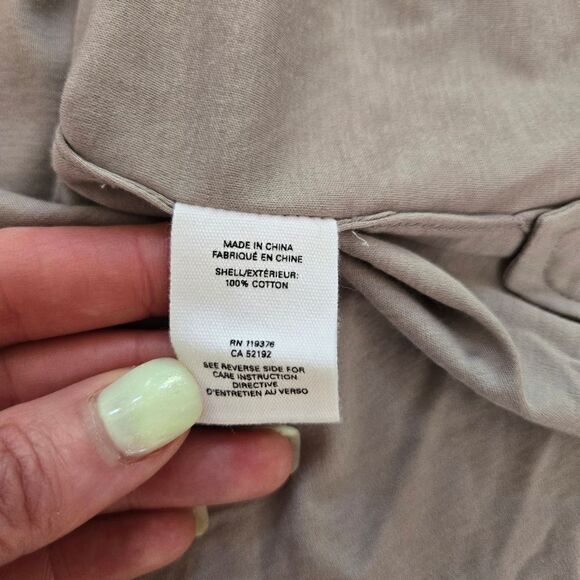 MADE IN CHINA
FABRIQUÉ EN CHINE
SHELL/EXTÉRIEUR:
100% COTTON
RN 119376
CA 52192
SEE REVERSE SIDE FOR
CARE INSTRUCTION
DIRECTIVE
D'ENTRETIEN AU VERSO